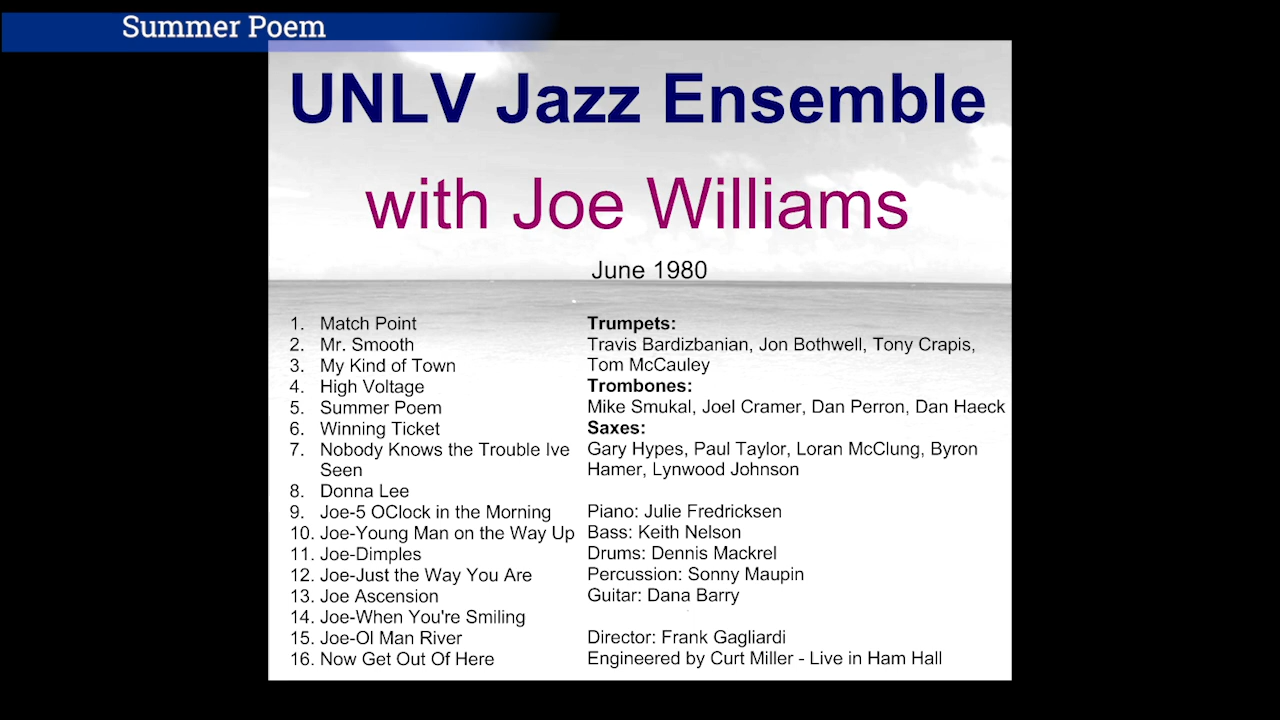 Summer Poem
UNLV Jazz Ensemble
with Joe Williams
June 1980
1. Match Point
2. Mr. Smooth
3. My Kind of Town
4. High Voltage
5. Summer Poem
6. Winning Ticket
7. Nobody Knows the Trouble Ive
Seen
8. Donna Lee
9. Joe-5 OClock in the Morning
10. Joe-Young Man on the Way Up
11. Joe-Dimples
12. Joe-Just the Way You Are
13. Joe Ascension
14. Joe-When You're Smiling
15. Joe-Ol Man River
16. Now Get Out Of Here
Trumpets:
Travis Bardizbanian, Jon Bothwell, Tony Crapis,
Tom McCauley
Trombones:
Mike Smukal, Joel Cramer, Dan Perron, Dan Haeck
Saxes:
Gary Hypes, Paul Taylor, Loran McClung, Byron
Hamer, Lynwood Johnson
Piano: Julie Fredricksen
Bass: Keith Nelson
Drums: Dennis Mackrel
Percussion: Sonny Maupin
Guitar: Dana Barry
Director: Frank Gagliardi
Engineered by Curt Miller - Live in Ham Hall